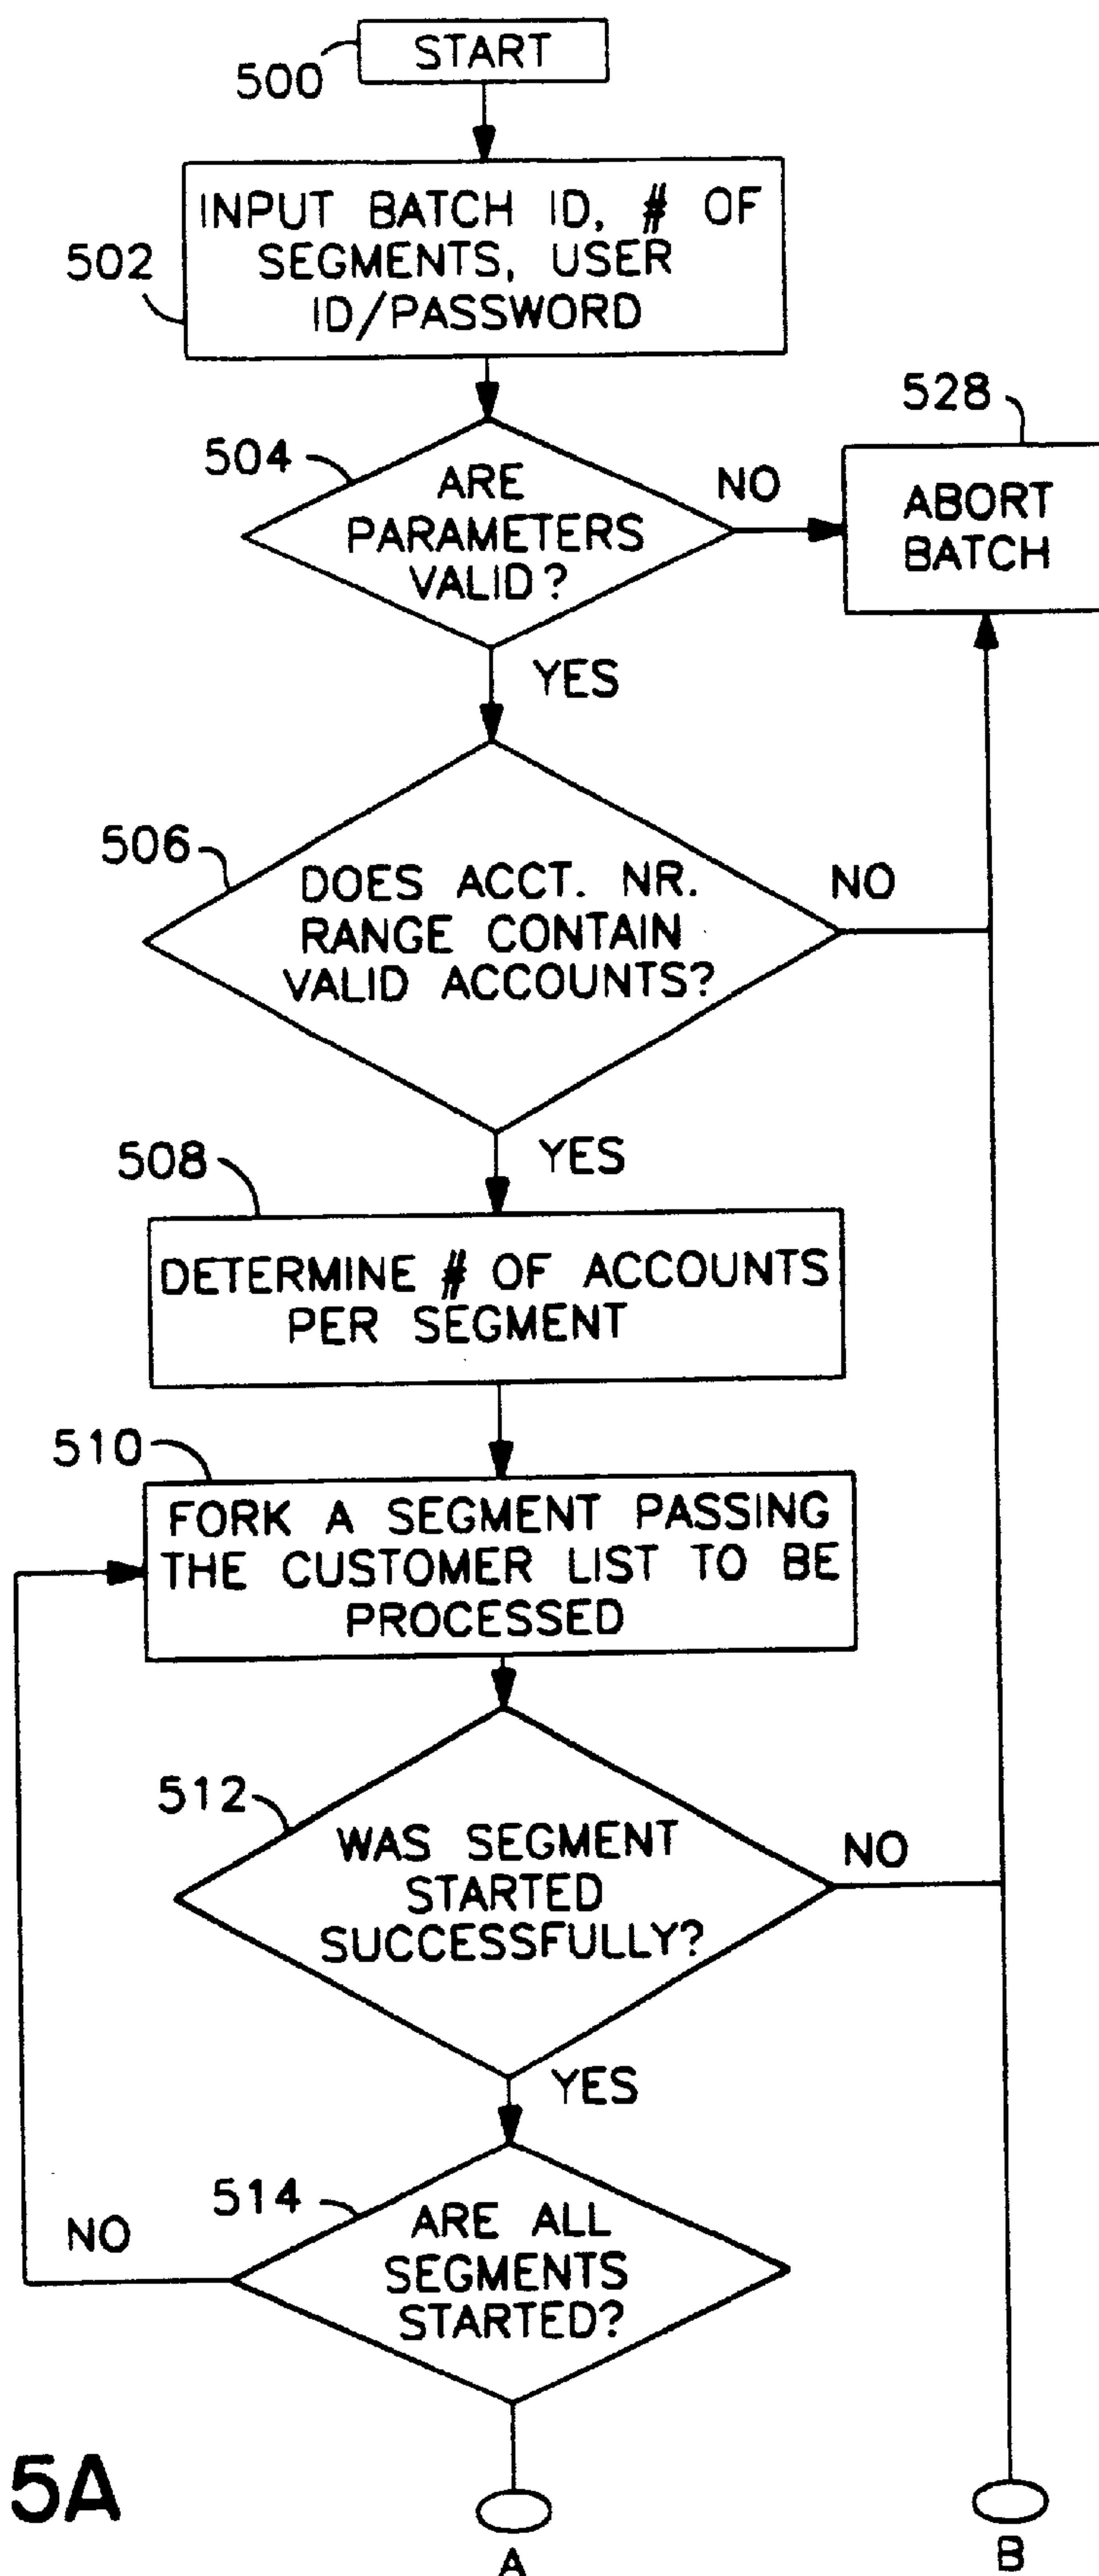 START
500
INPUT BATCH ID, # OF
SEGMENTS, USER
ID/PASSWORD
502
528
504
ARE
PARAMETERS
VALID?
NO
ABORT
BATCH
YES
506
DOES ACCT. NR.
RANGE CONTAIN
VALID ACCOUNTS?
NO
YES
508
DETERMINE # OF ACCOUNTS
PER SEGMENT
510
FORK A SEGMENT PASSING
THE CUSTOMER LIST TO BE
PROCESSED
512
WAS SEGMENT
STARTED
SUCCESSFULLY?
NO
YES
514
ARE ALL
SEGMENTS
STARTED?
NO
5A
A
B